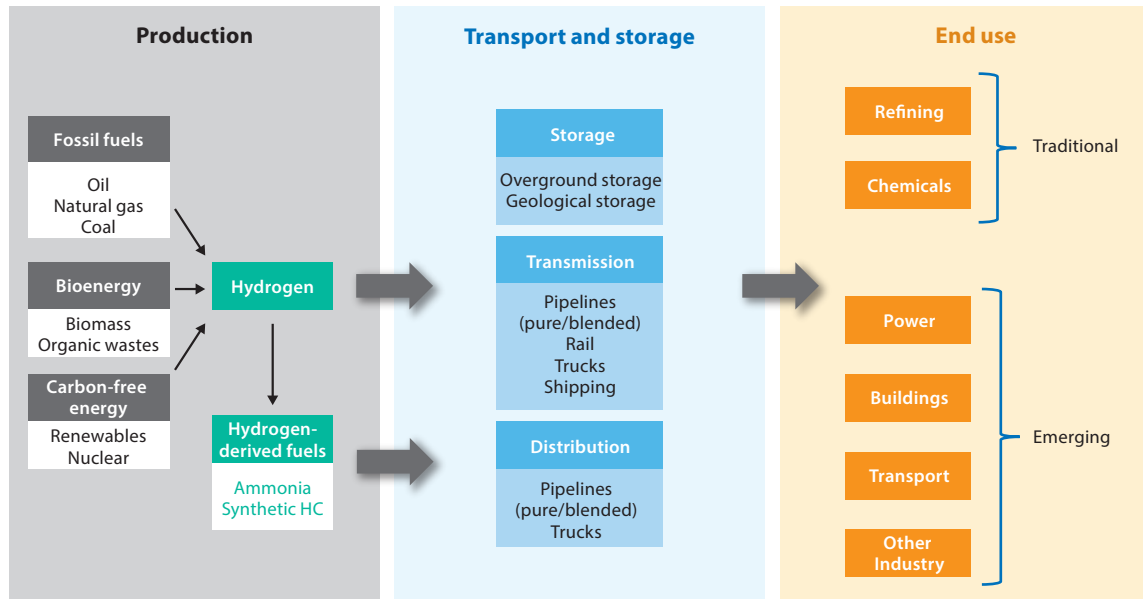 Production
Fossil fuels
Oil
Natural gas
Coal
Bioenergy
Biomass
Organic wastes
Carbon-free
energy
Renewables
Nuclear
Hydrogen
Hydrogen-
derived fuels
Ammonia
Synthetic HC
Transport and storage
Storage
Overground storage
Geological storage
Transmission
Pipelines
(pure/blended)
Rail
Trucks
Shipping
Distribution
Pipelines
(pure/blended)
Trucks
End use
Refining
Chemicals
Traditional
Power
Buildings
Transport
Other
Industry
Emerging